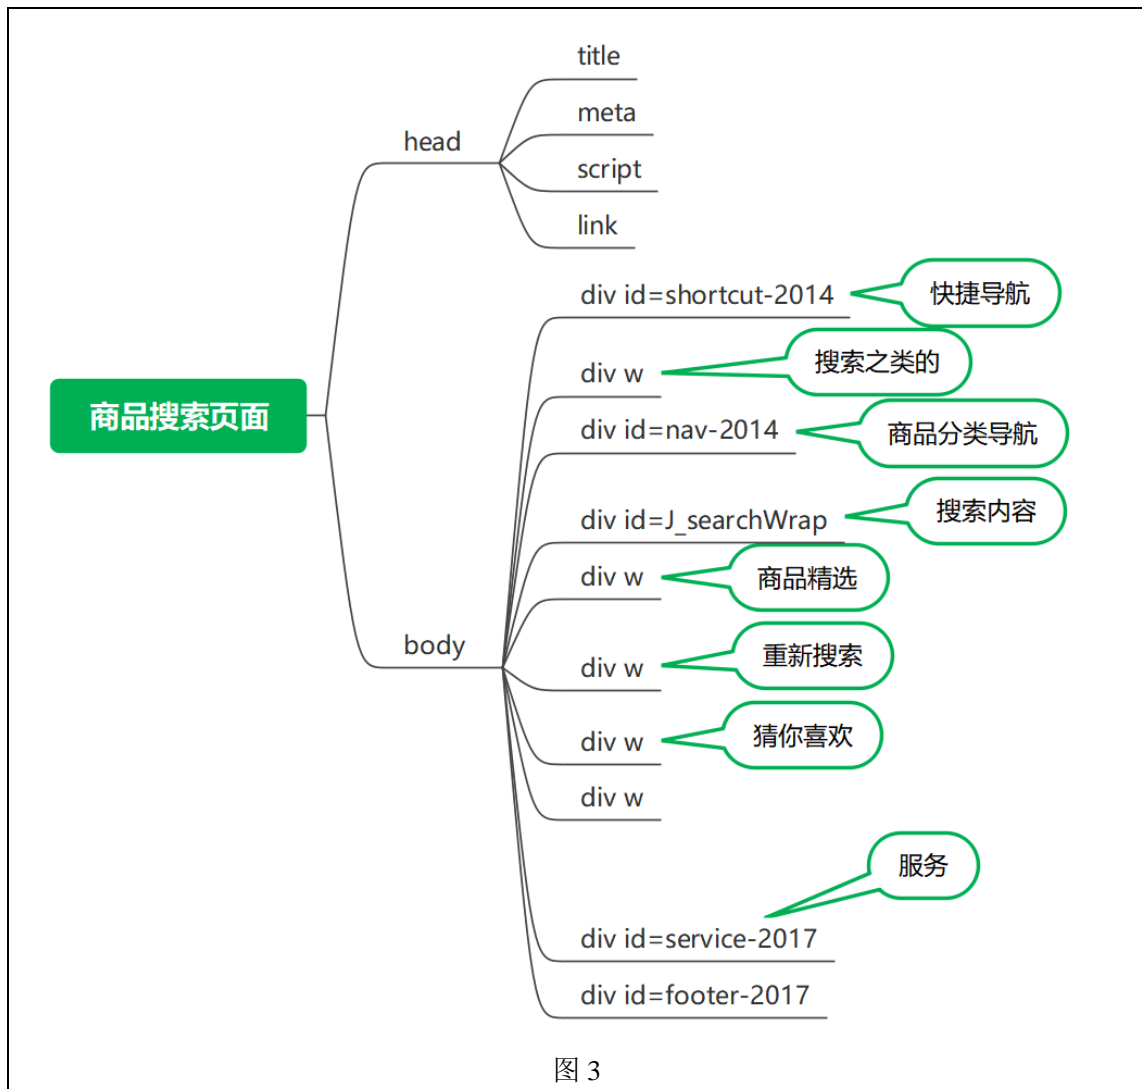 title
meta
head
script
link
div id=shortcut-2014
快捷导航
div w
搜索之类的
商品搜索页面
div id=nav-2014
商品分类导航
div id=J_searchWrap
搜索内容
div w
商品精选
body
div w
重新搜索
div w
猜你喜欢
div w
服务
div id=service-2017
div id=footer-2017
图 3